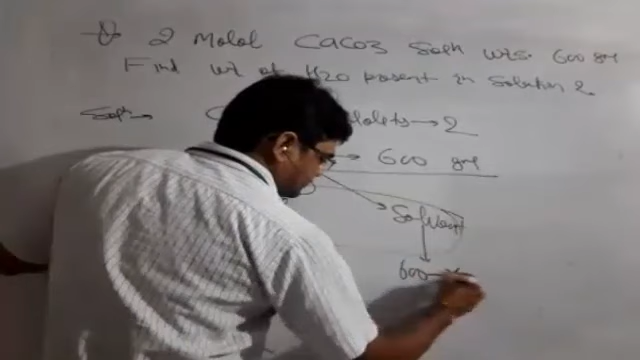 Q 2 Molal CaCO3 Solⁿ wts. 600 gm
Find wt of H2O present in Solution ?
Solⁿ → C molality → 2
→ 600 gm
Solvent
600 - x